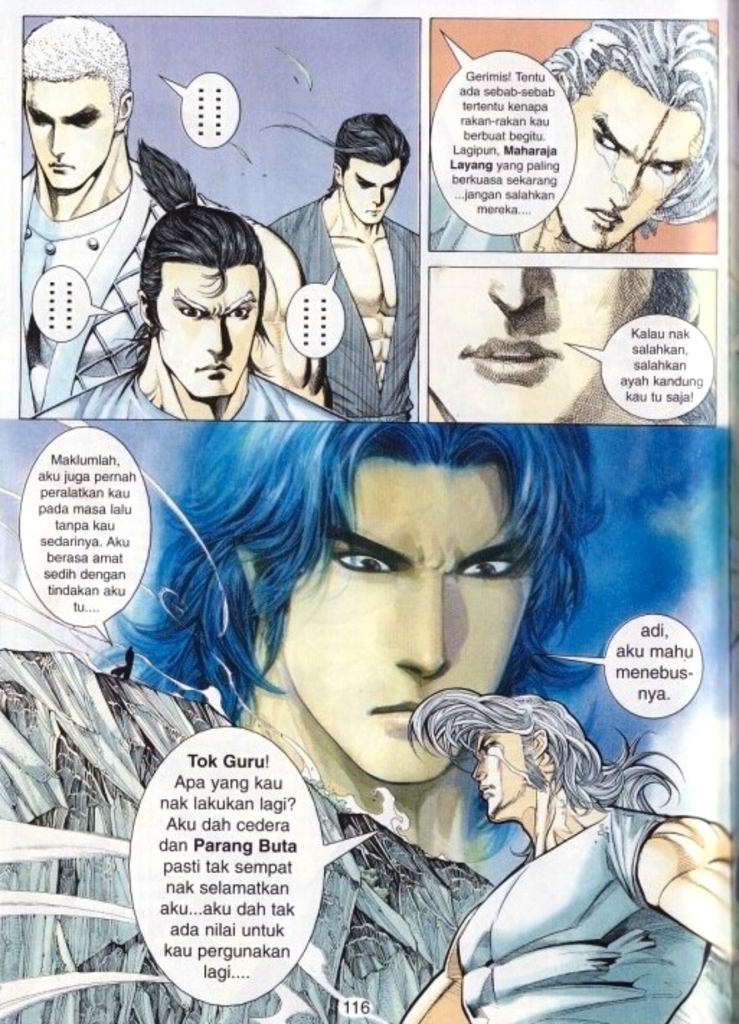 Gerimis! Tentu
ada sebab-sebab
tertentu kenapa
rakan-rakan kau
berbuat begitu.
Lagipun, Maharaja
Layang yang paling
berkuasa sekarang
...jangan salahkan
mereka....
Kalau nak
salahkan,
salahkan
ayah kandung
kau tu saja!
Maklumlah,
aku juga pernah
peralatkan kau
pada masa lalu
tanpa kau
sedarinya. Aku
berasa amat
sedih dengan
tindakan aku
tu....
adi,
aku mahu
menebus-
nya.
Tok Guru!
Apa yang kau
nak lakukan lagi?
Aku dah cedera
dan Parang Buta
pasti tak sempat
nak selamatkan
aku...aku dah tak
ada nilai untuk
kau pergunakan
lagi....
116